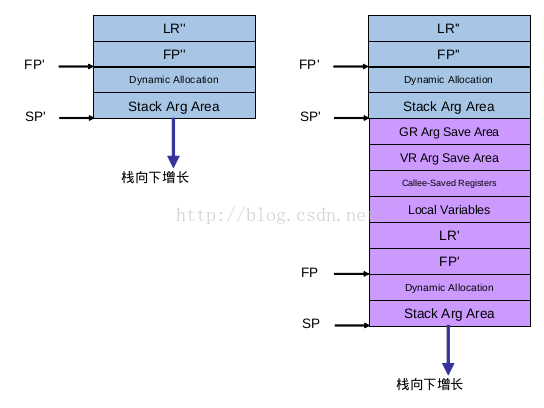 LR''
FP''
FP'
Dynamic Allocation
Stack Arg Area
SP'
栈向下增长
LR''
FP''
FP'
Dynamic Allocation
Stack Arg Area
SP'
GR Arg Save Area
VR Arg Save Area
Callee-Saved Registers
Local Variables
LR'
FP'
FP
Dynamic Allocation
Stack Arg Area
SP
栈向下增长
http://blog.csdn.net